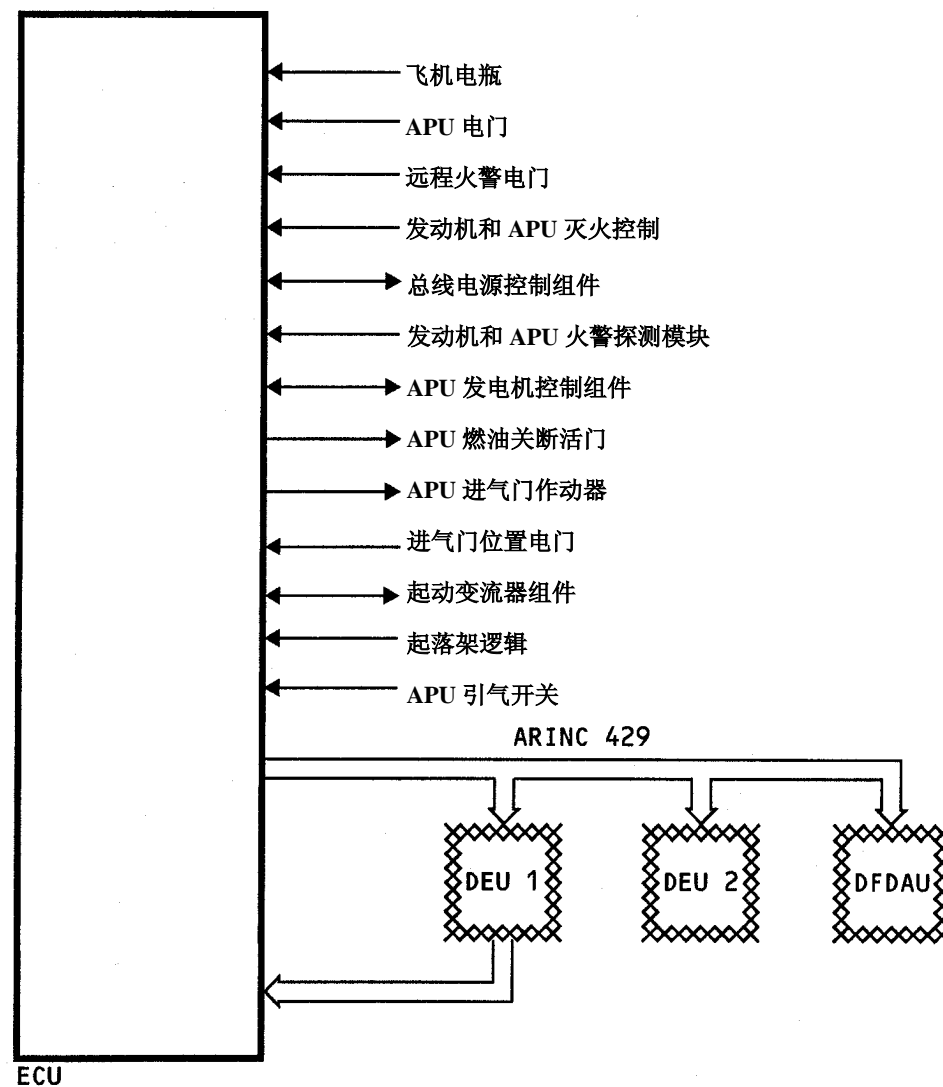 飞机电瓶
APU 电门
远程火警电门
发动机和 APU 灭火控制
总线电源控制组件
发动机和 APU 火警探测模块
APU 发电机控制组件
APU 燃油关断活门
APU 进气门作动器
进气门位置电门
起动变流器组件
起落架逻辑
APU 引气开关
ARINC 429
DEU 1
DEU 2
DFDAU
ECU